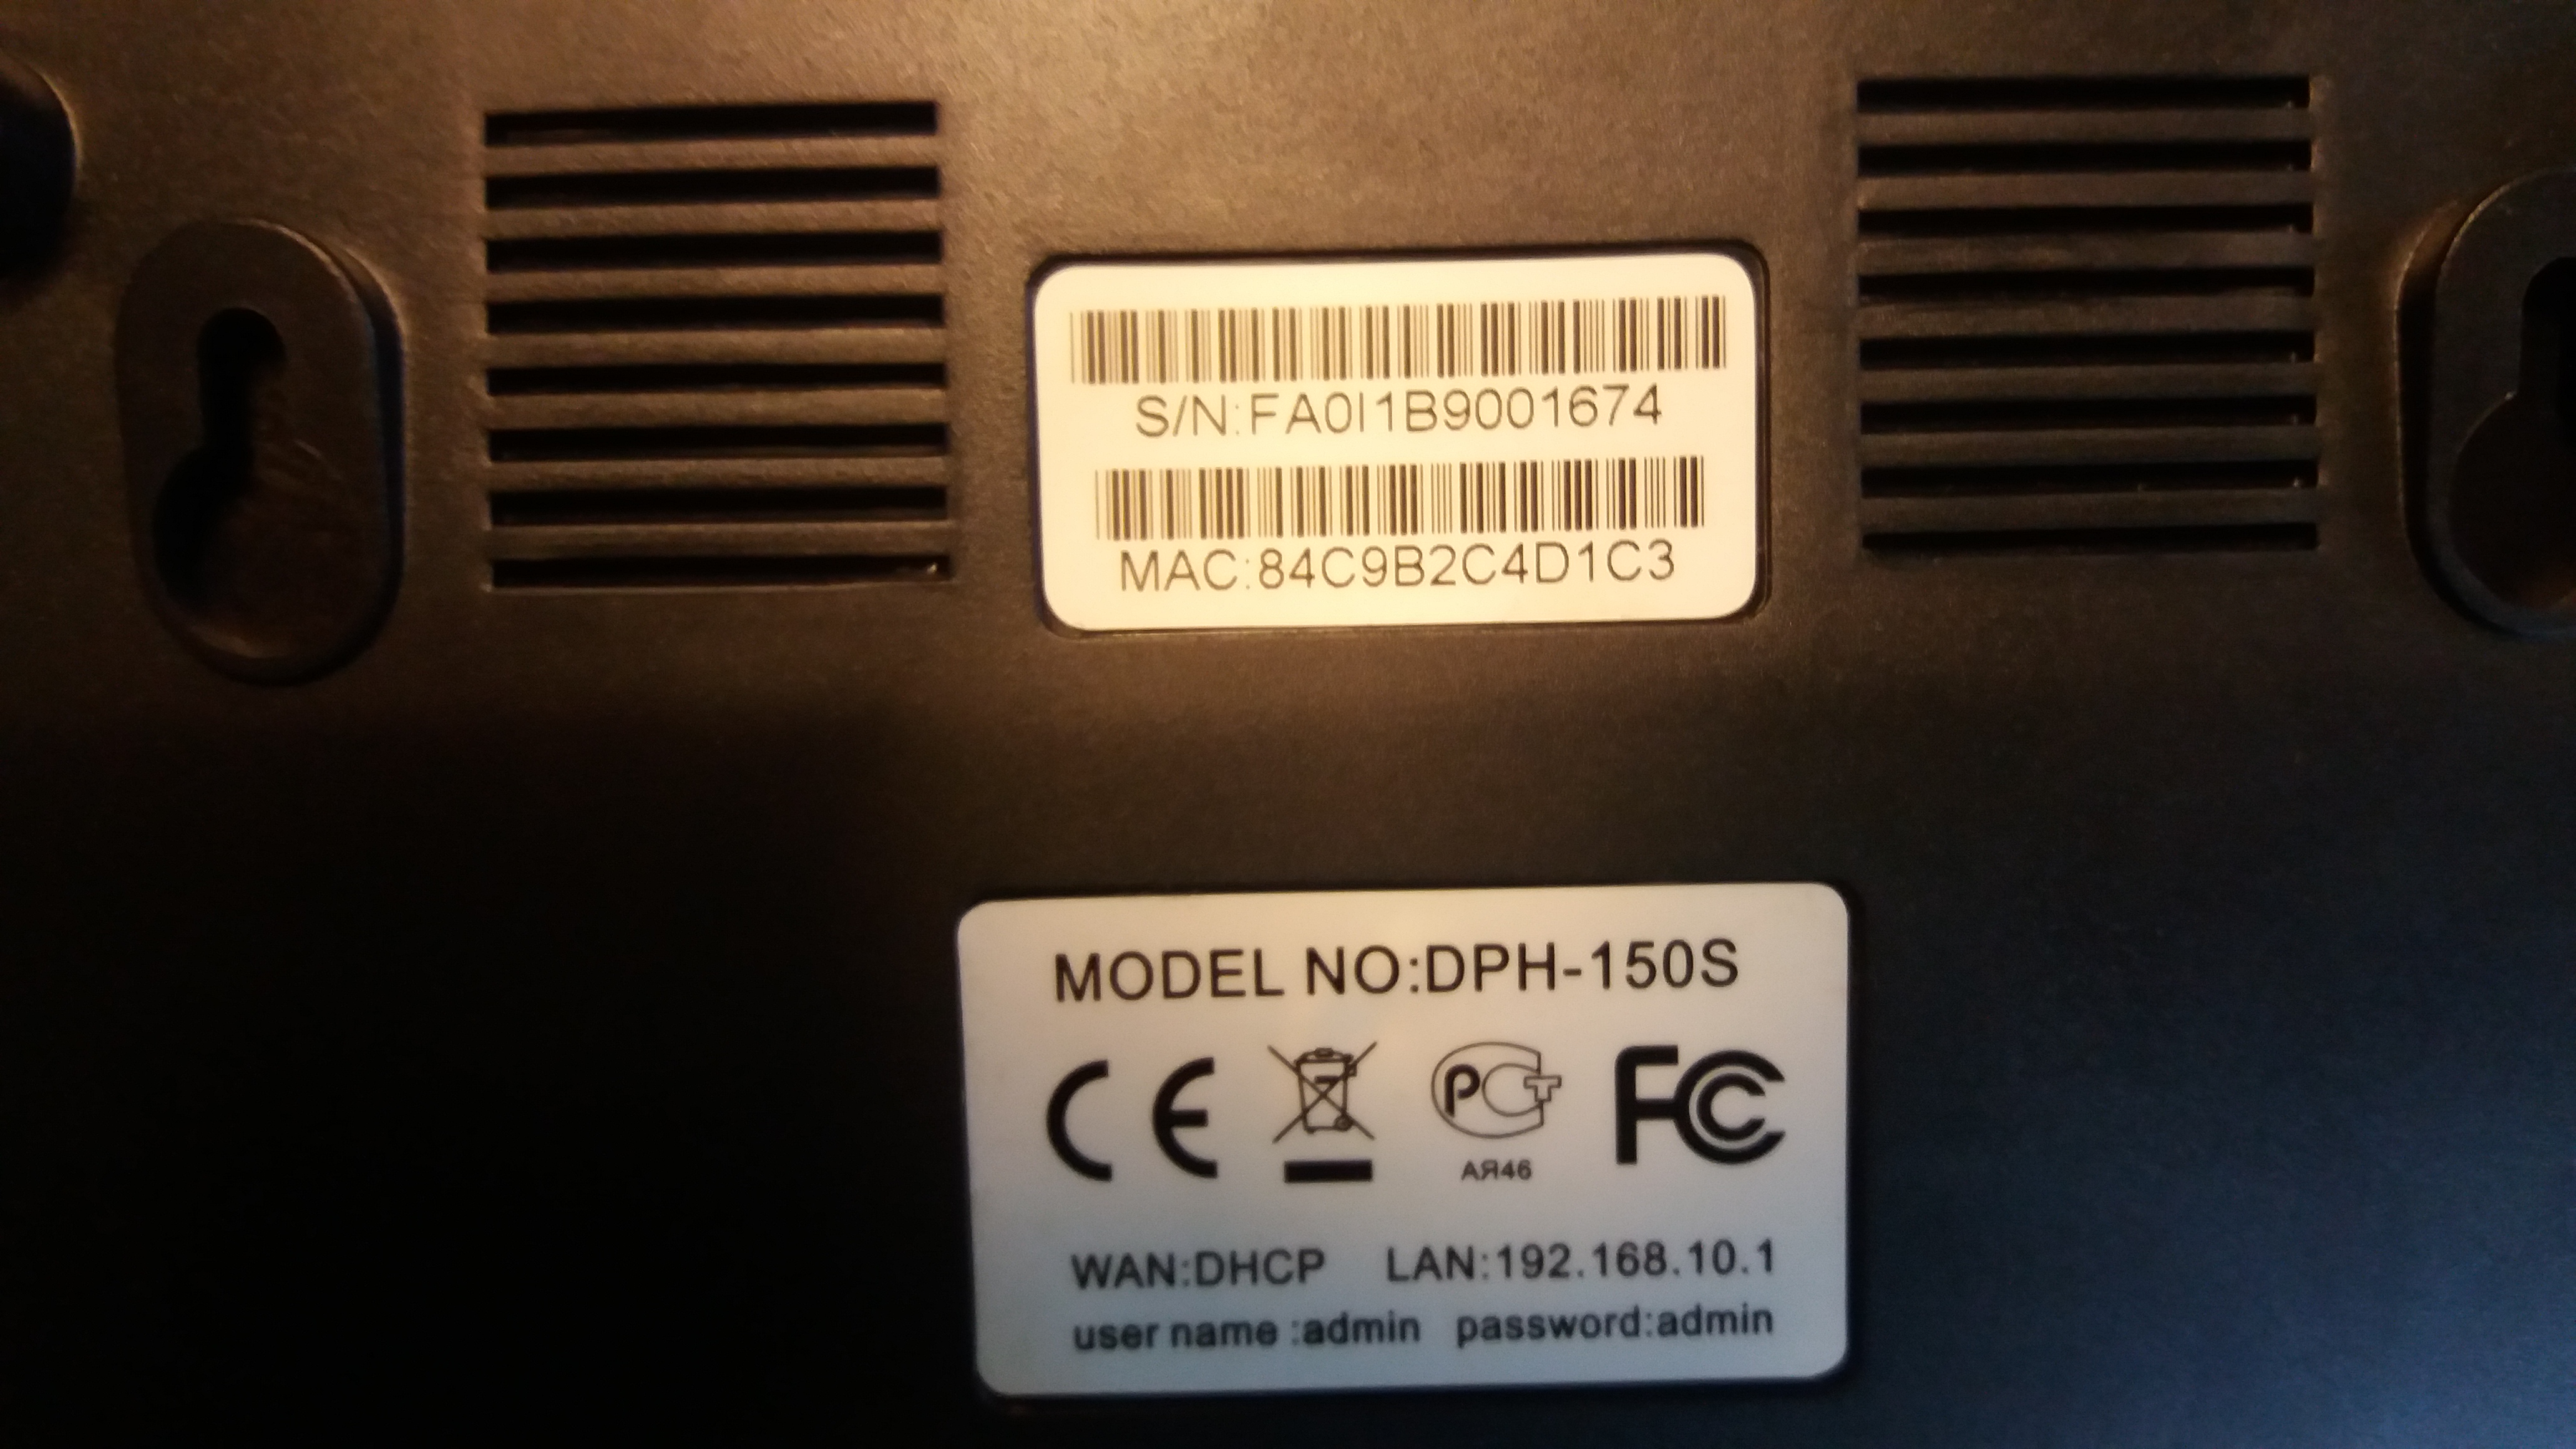 S/N:FA0I1B9001674
MAC:84C9B2C4D1C3
MODEL NO:DPH-150S
CE PCT FC
АЯ46
WAN:DHCP LAN:192.168.10.1
user name :admin password:admin